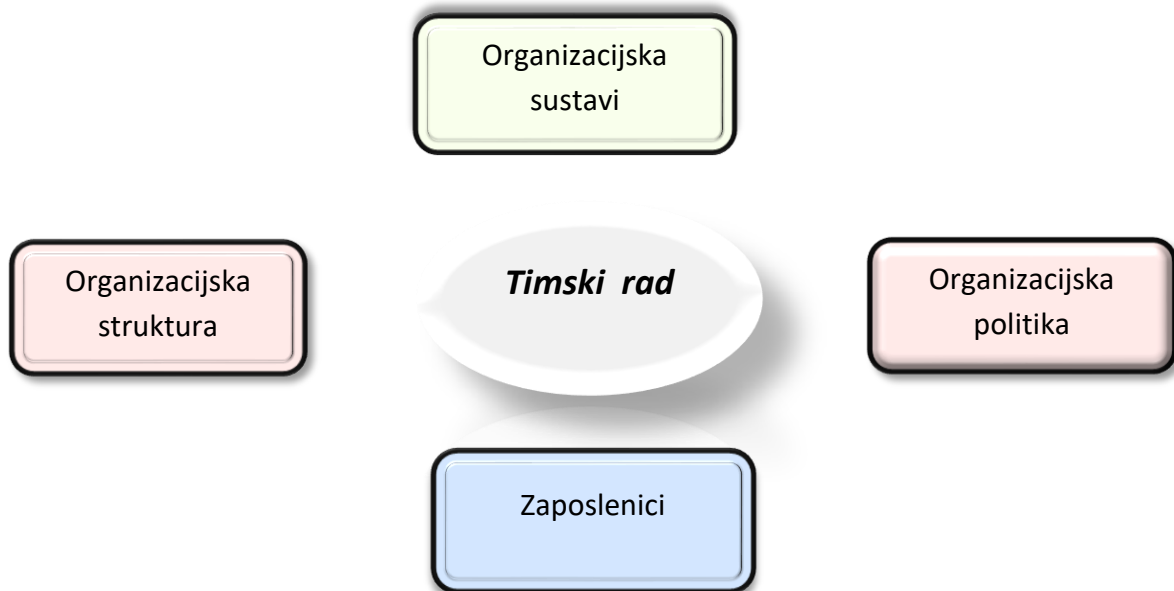 Organizacijska
sustavi
Organizacijska
struktura
Timski rad
Organizacijska
politika
Zaposlenici